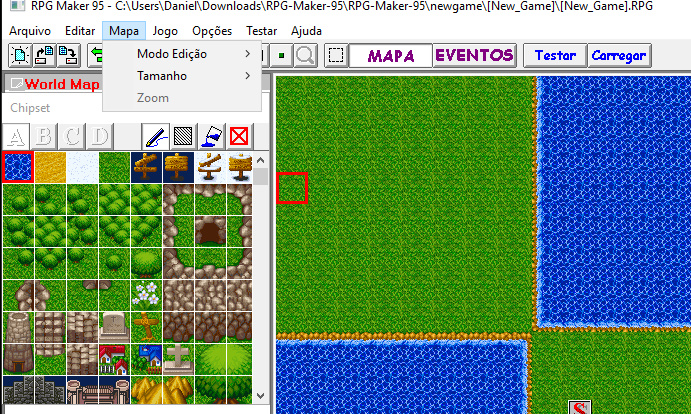 RPG Maker 95 - C:\Users\Daniel\Downloads\RPG-Maker-95\RPG-Maker-95\newgame\[New_Game]\[New_Game].RPG
Arquivo Editar Mapa Jogo Opções Testar Ajuda
MAPA EVENTOS Testar Carregar
Modo Edição
Tamanho
Zoom
World Map
Chipset
A B C D
S